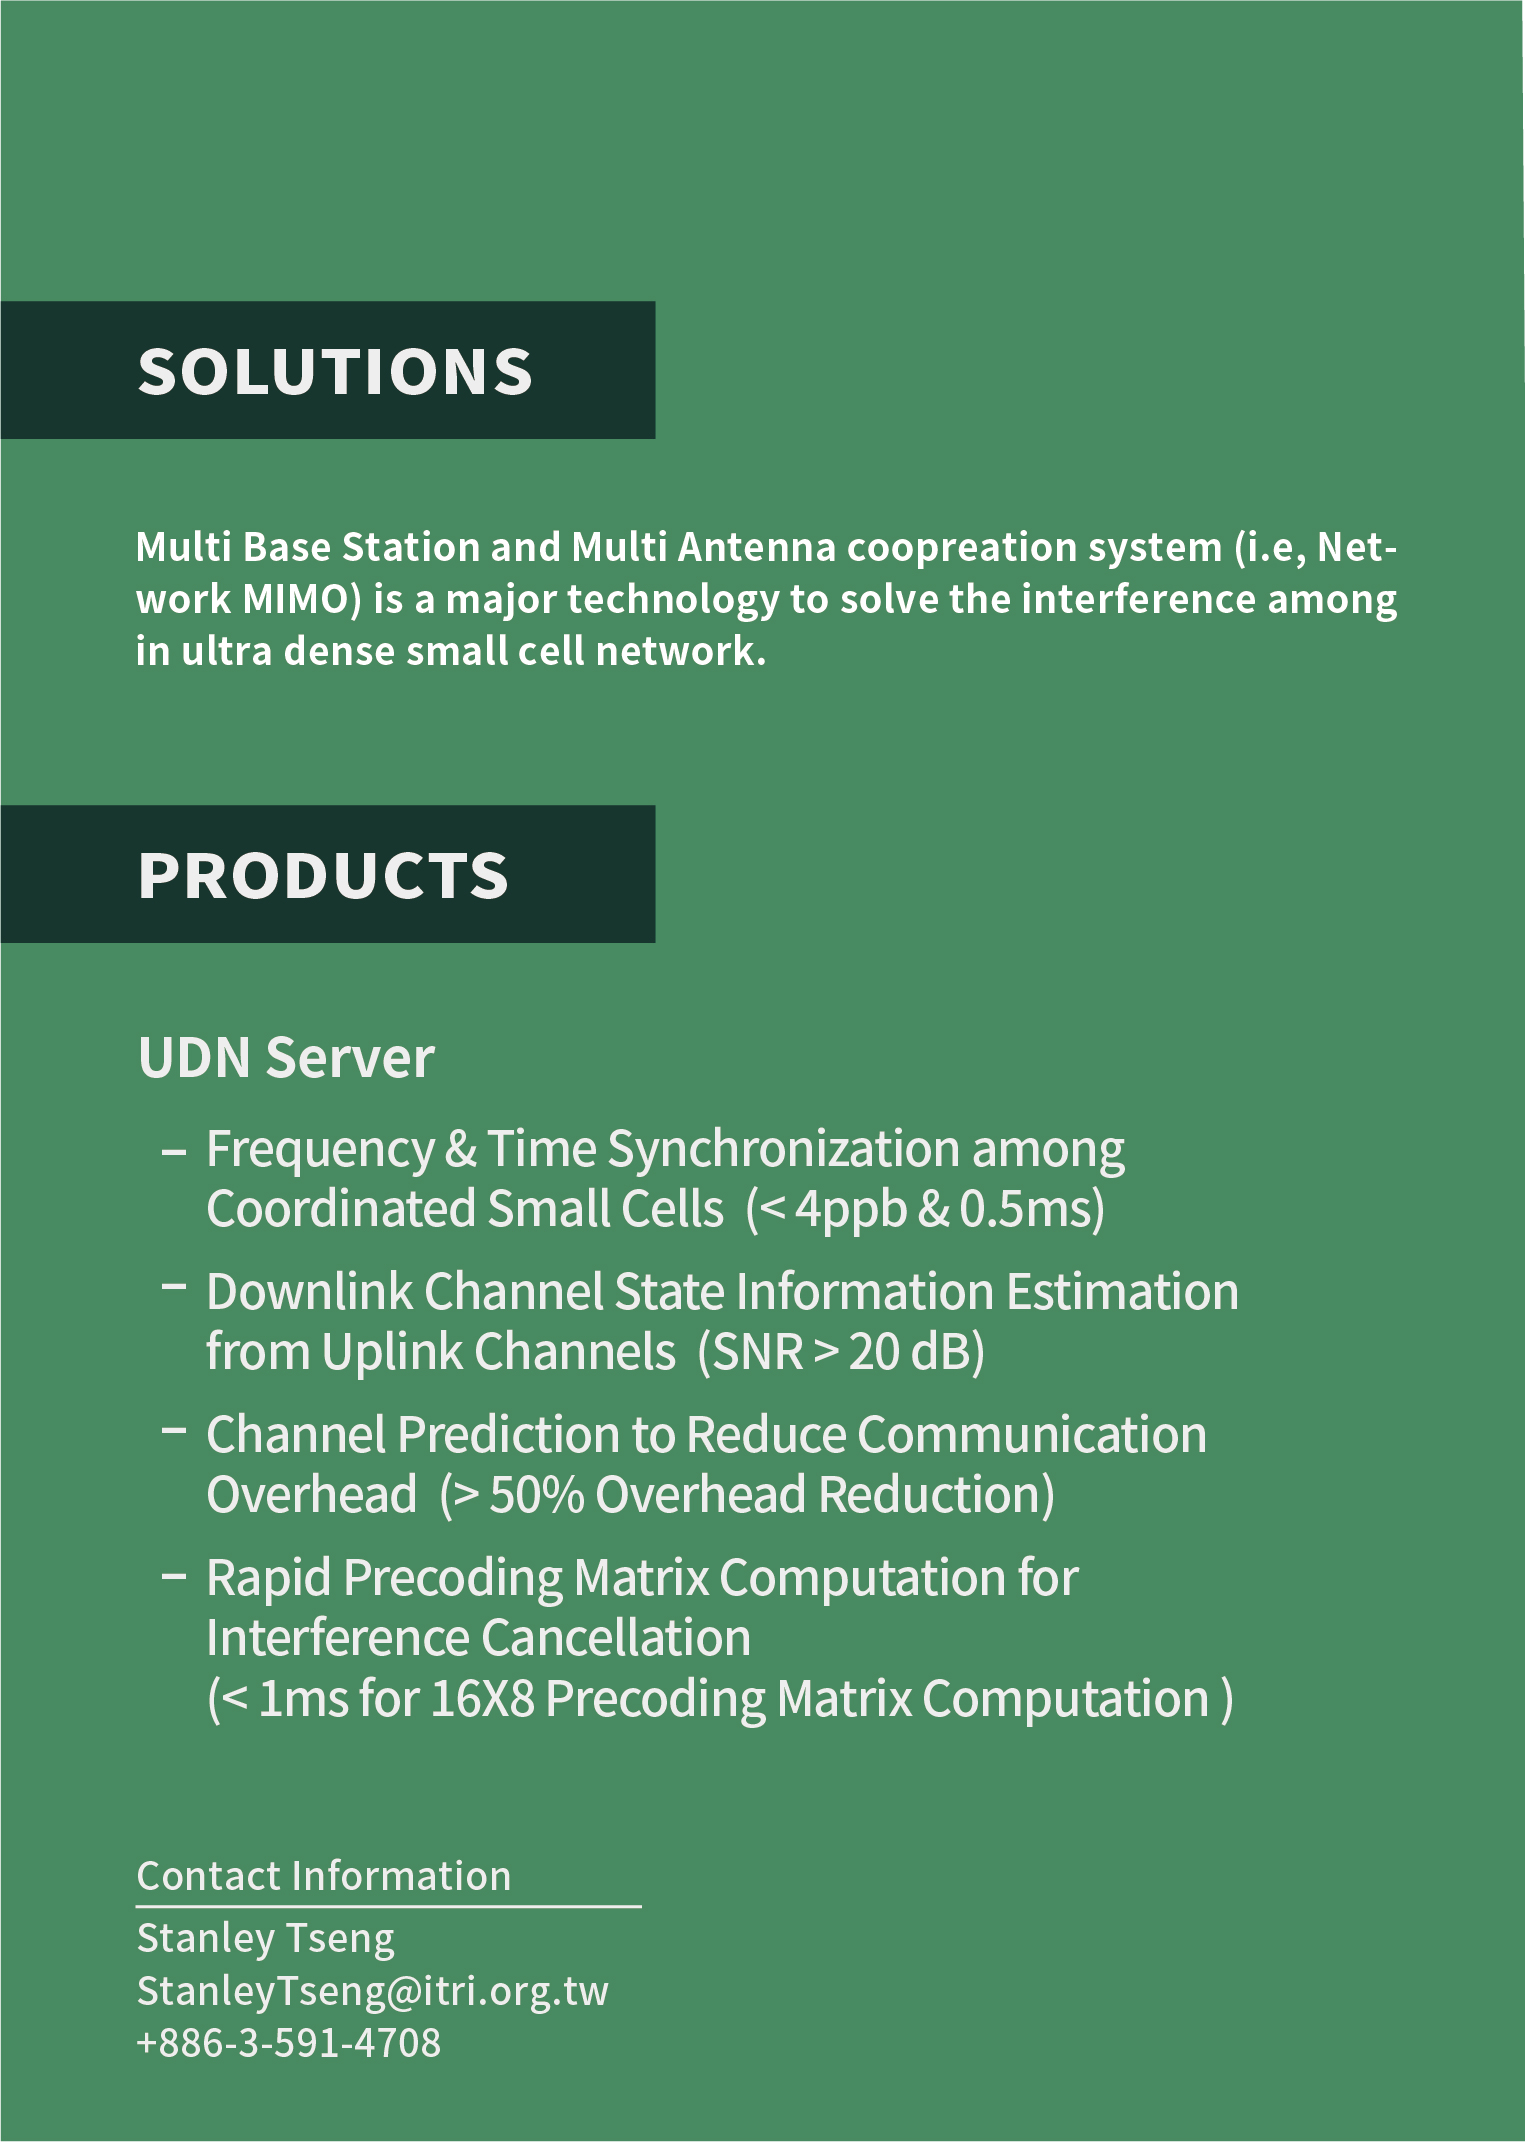 SOLUTIONS
Multi Base Station and Multi Antenna coopreation system (i.e, Net-
work MIMO) is a major technology to solve the interference among
in ultra dense small cell network.
PRODUCTS
UDN Server
– Frequency & Time Synchronization among
Coordinated Small Cells (< 4ppb & 0.5ms)
– Downlink Channel State Information Estimation
from Uplink Channels (SNR > 20 dB)
– Channel Prediction to Reduce Communication
Overhead (> 50% Overhead Reduction)
– Rapid Precoding Matrix Computation for
Interference Cancellation
(< 1ms for 16X8 Precoding Matrix Computation )
Contact Information
Stanley Tseng
StanleyTseng@itri.org.tw
+886-3-591-4708